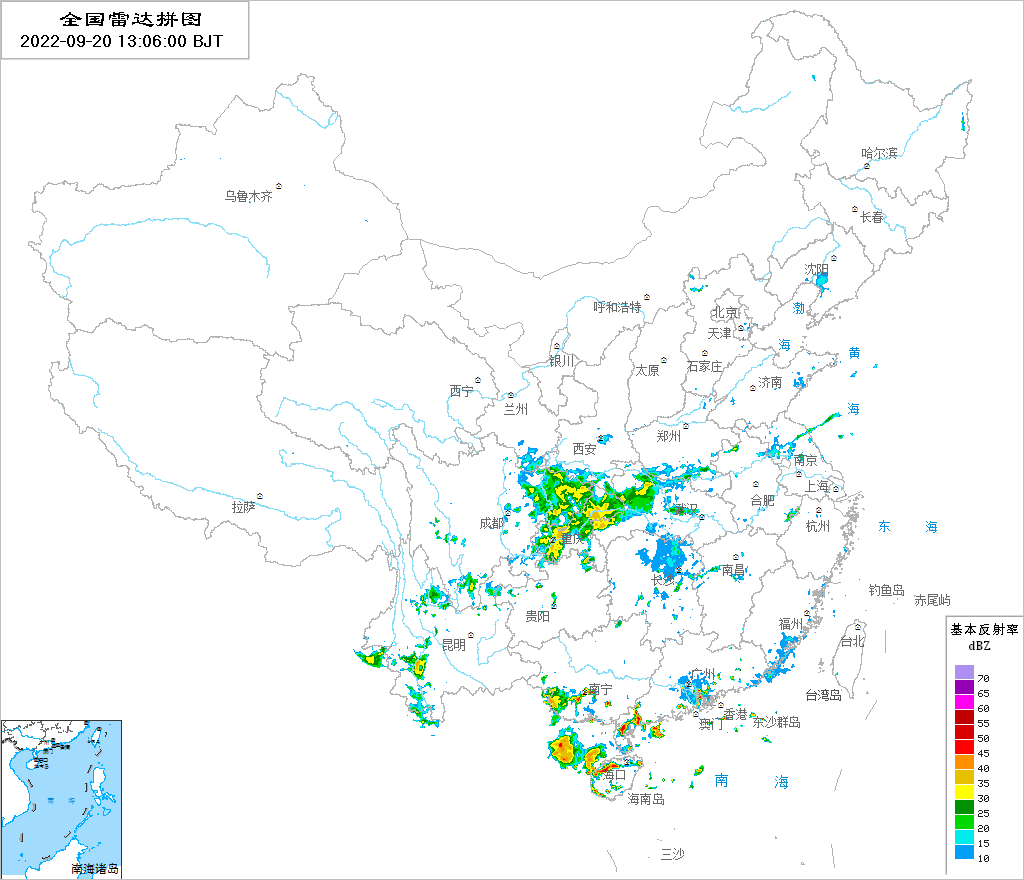 全国雷达拼图
2022-09-20 13:06:00 BJT
哈尔滨
乌鲁木齐
长春
沈阳
呼和浩特
北京
渤
天津
海
黄
银川
太原
石家庄
西宁
济南
兰州
海
郑州
西安
南京
上海
拉萨
合肥
成都
杭州
东 海
重庆
南昌
长沙
钓鱼岛
赤尾屿
贵阳
福州
基本反射率
昆明
台北
dBZ
广州
70
南宁
台湾岛
65
香港
60
澳门
东沙群岛
55
50
45
海口
南 海
40
海南岛
35
30
25
20
三沙
15
10
南 海
南海诸岛